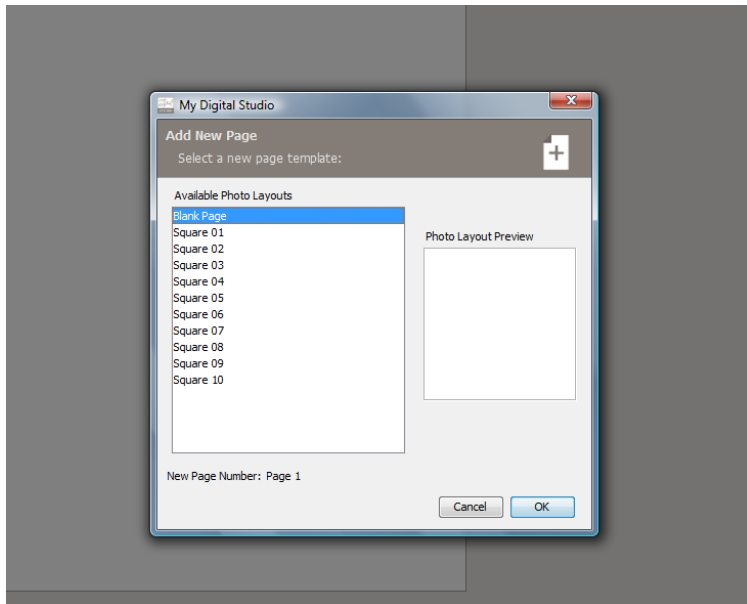 My Digital Studio
Add New Page
Select a new page template:
Available Photo Layouts
Blank Page
Square 01
Square 02
Square 03
Square 04
Square 05
Square 06
Square 07
Square 08
Square 09
Square 10
Photo Layout Preview
New Page Number: Page 1
Cancel
OK